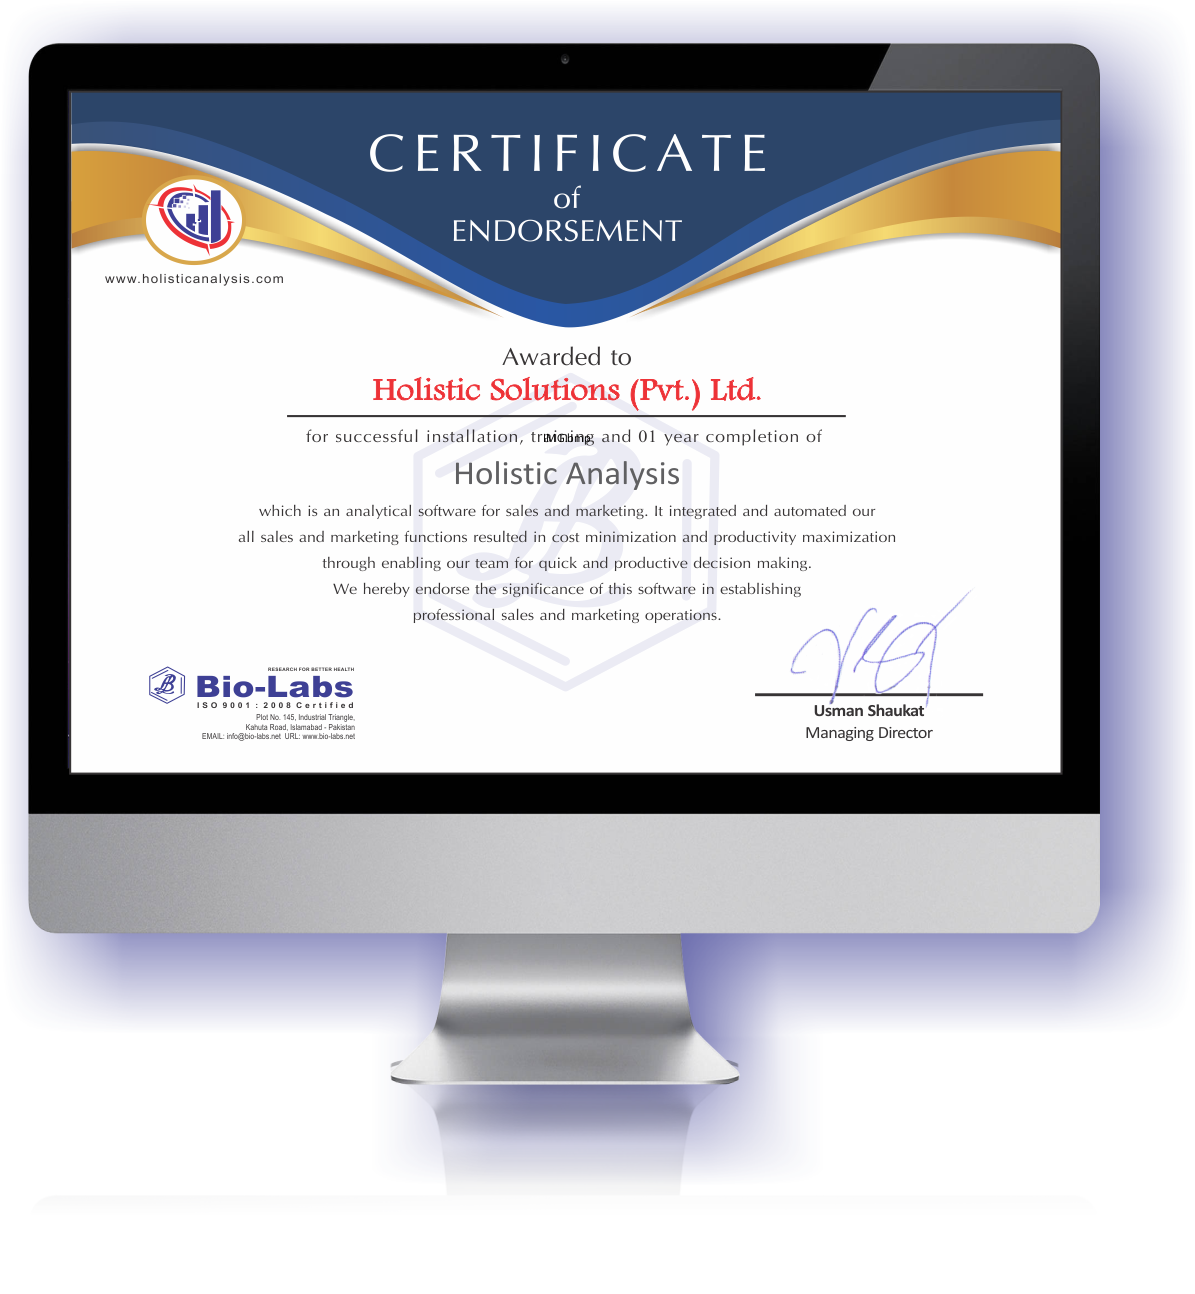 CERTIFICATE
of
ENDORSEMENT
www.holisticanalysis.com
Awarded to
Holistic Solutions (Pvt.) Ltd.
for successful installation, training and 01 year completion of
Holistic Analysis
which is an analytical software for sales and marketing. It integrated and automated our
all sales and marketing functions resulted in cost minimization and productivity maximization
through enabling our team for quick and productive decision making.
We hereby endorse the significance of this software in establishing
professional sales and marketing operations.
RESEARCH FOR BETTER HEALTH
Bio-Labs
ISO 9001 : 2008 Certified
Plot No. 145, Industrial Triangle,
Kahuta Road, Islamabad - Pakistan
EMAIL: info@bio-labs.net URL: www.bio-labs.net
Usman Shaukat
Managing Director